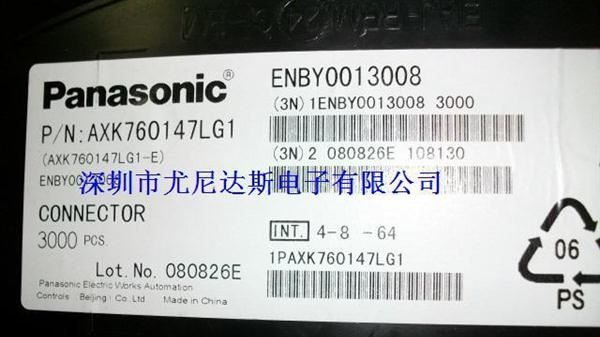 Panasonic®
ENBY0013008
(3N) 1ENBY0013008 3000
P/N: AXK760147LG1
(AXK760147LG1-E)
(3N) 2 080826E 108130
深圳市尤尼达斯电子有限公司
CONNECTOR
3000 PCS.
INT. 4-8 -64
1PAXK760147LG1
Lot. No. 080826E
Panasonic Electric Works Automation
Controls (Beijing) Co.,Ltd Made in China
06
PS